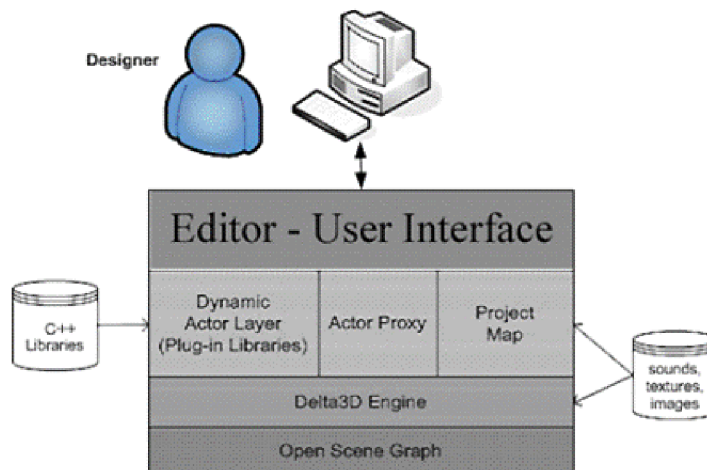 Designer
Editor - User Interface
Dynamic
Actor Layer
(Plug-in Libraries)
Actor Proxy
Project
Map
C++
Libraries
sounds,
textures,
images
Delta3D Engine
Open Scene Graph